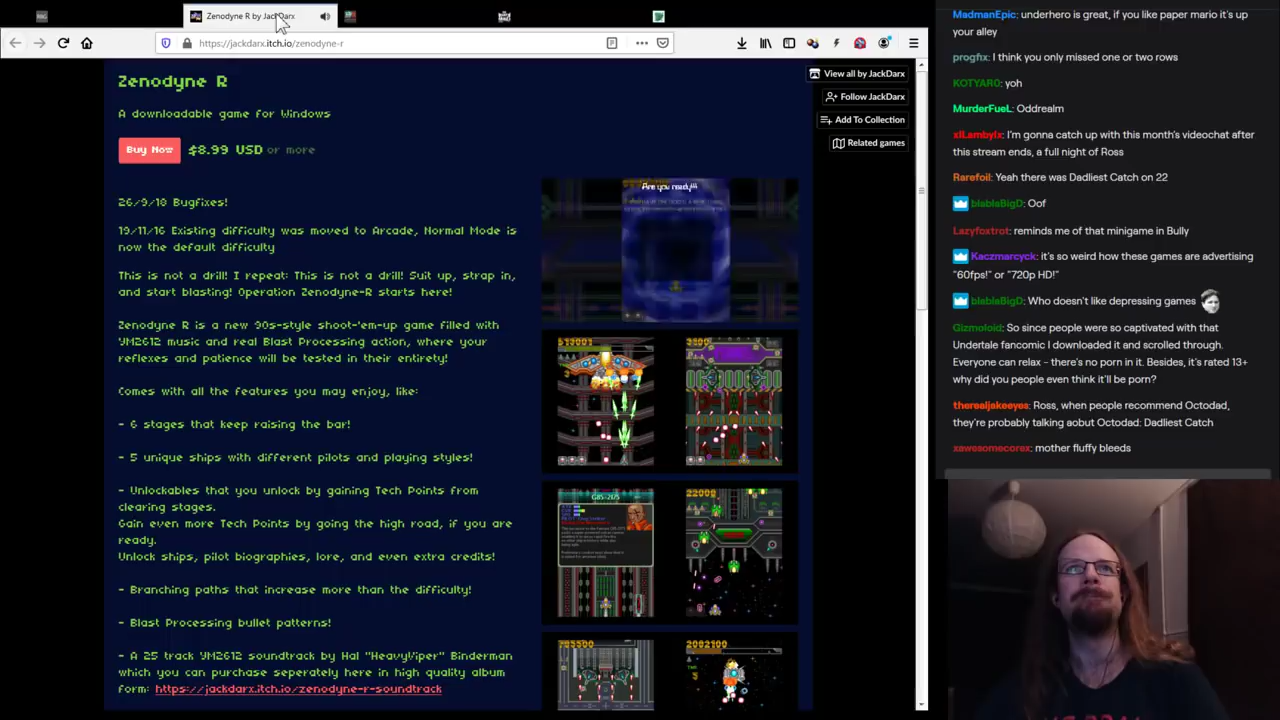 Zenodyne R by JackDarx
https://jackdarx.itch.io/zenodyne-r
Zenodyne R
A downloadable game for Windows
Buy Now $8.99 USD or more
View all by JackDarx
Follow JackDarx
Add To Collection
Related games
26/9/18 Bugfixes!
19/11/16 Existing difficulty was moved to Arcade, Normal Mode is
now the default difficulty
This is not a drill! I repeat: This is not a drill! Suit up, strap in,
and start blasting! Operation Zenodyne-R starts here!
Zenodyne R is a new 90s-style shoot-'em-up game filled with
YM2612 music and real Blast Processing action, where your
reflexes and patience will be tested in their entirety!
Comes with all the features you may enjoy, like:
- 6 stages that keep raising the bar!
- 5 unique ships with different pilots and playing styles!
- Unlockables that you unlock by gaining Tech Points from
clearing stages.
Gain even more Tech Points by going the high road, if you are
ready.
Unlock ships, pilot biographies, lore, and even extra credits!
- Branching paths that increase more than the difficulty!
- Blast Processing bullet patterns!
- A 25 track YM2612 soundtrack by Hal "HeavyViper" Binderman
which you can purchase seperately here in high quality album
form: https://jackdarx.itch.io/zenodyne-r-soundtrack
Are you ready!!!
MadmanEpic: underhero is great, if you like paper mario it's up
your alley
progfix: I think you only missed one or two rows
KOTYAR0: yoh
MurderFueL: Oddrealm
xILambyIx: I'm gonna catch up with this month's videochat after
this stream ends, a full night of Ross
Rarefoil: Yeah there was Dadliest Catch on 22
blablaBigD: Oof
Lazyfoxtrot: reminds me of that minigame in Bully
Kaczmarcyck: it's so weird how these games are advertising
"60fps!" or "720p HD!"
blablaBigD: Who doesn't like depressing games
Gizmoloid: So since people were so captivated with that
Undertale fancomic I downloaded it and scrolled through.
Everyone can relax - there's no porn in it. Besides, it's rated 13+
why did you people even think it'll be porn?
therealjakeeyes: Ross, when people recommend Octodad,
they're probably talking aobut Octodad: Dadliest Catch
xawesomecorex: mother fluffy bleeds